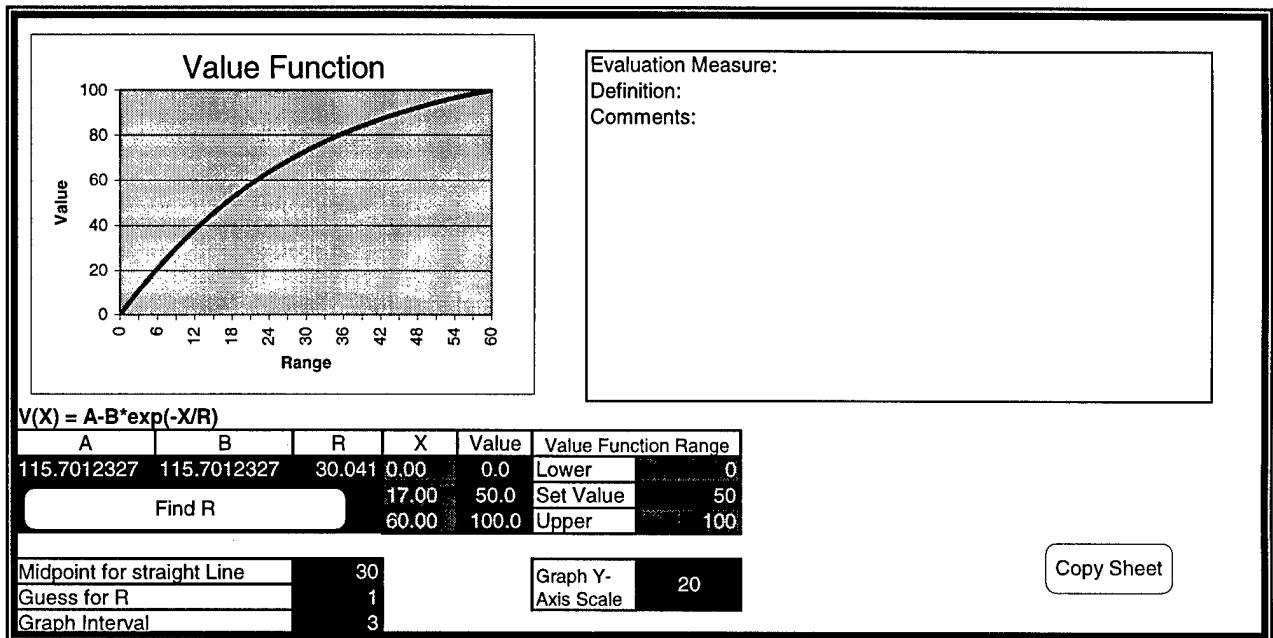 Value Function
100
80
60
40
20
0
Value
0 6 12 18 24 30 36 42 48 54 60
Range
Evaluation Measure:
Definition:
Comments:
V(X) = A-B*exp(-X/R)
A B R X Value Value Function Range
115.7012327 115.7012327 30.041 0.00 0.0 Lower 0
Find R 17.00 50.0 Set Value 50
60.00 100.0 Upper 100
Midpoint for straight Line 30
Guess for R 1
Graph Interval 3
Graph Y-
Axis Scale 20
Copy Sheet